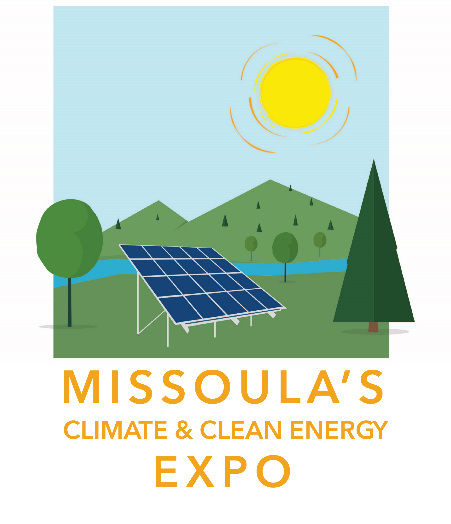 MISSOULA'S
CLIMATE & CLEAN ENERGY
EXPO